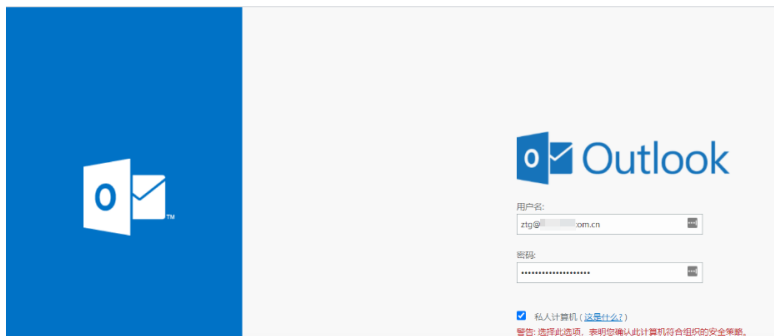 O
TM
O Outlook
用户名:
ztg@ om.cn
密码:
私人计算机 (这是什么?)
警告: 选择此选项，表明您确认此计算机符合组织的安全策略。